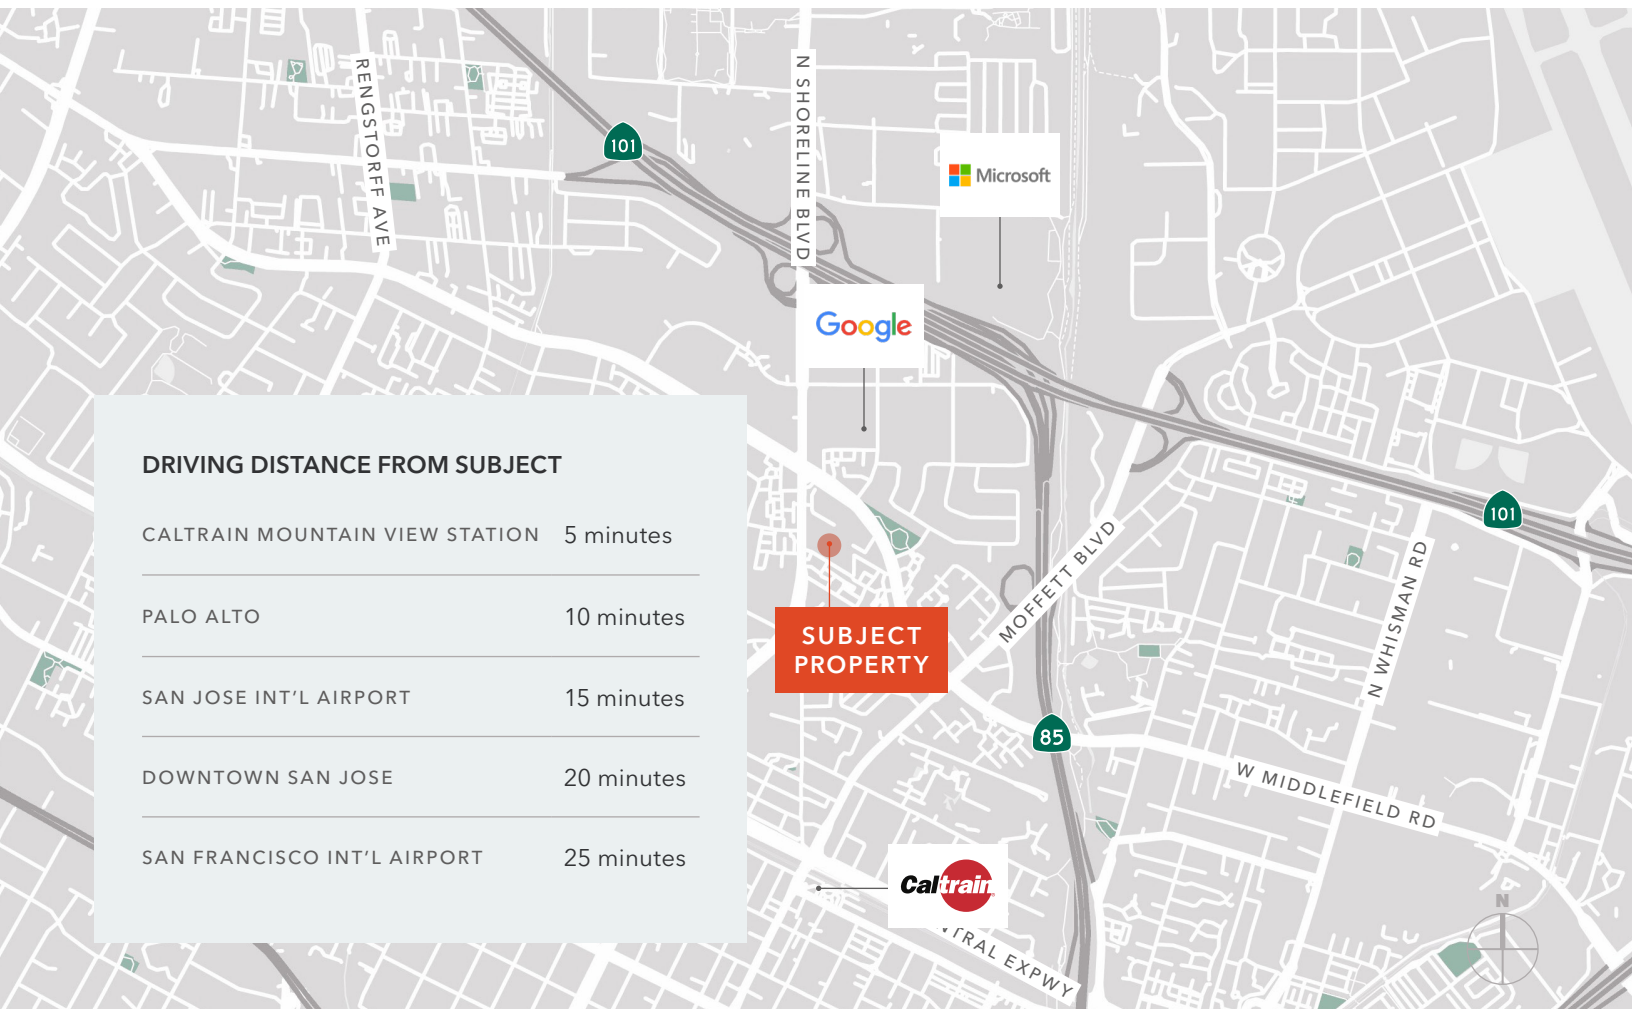 RENGSTORFF AVE
N SHORELINE BLVD
101
Microsoft
Google
DRIVING DISTANCE FROM SUBJECT
CALTRAIN MOUNTAIN VIEW STATION 5 minutes
PALO ALTO 10 minutes
SAN JOSE INT’L AIRPORT 15 minutes
DOWNTOWN SAN JOSE 20 minutes
SAN FRANCISCO INT’L AIRPORT 25 minutes
SUBJECT
PROPERTY
MOFFETT BLVD
101
N WHISMAN RD
85
W MIDDLEFIELD RD
Caltrain
NTRAL EXPWY
N